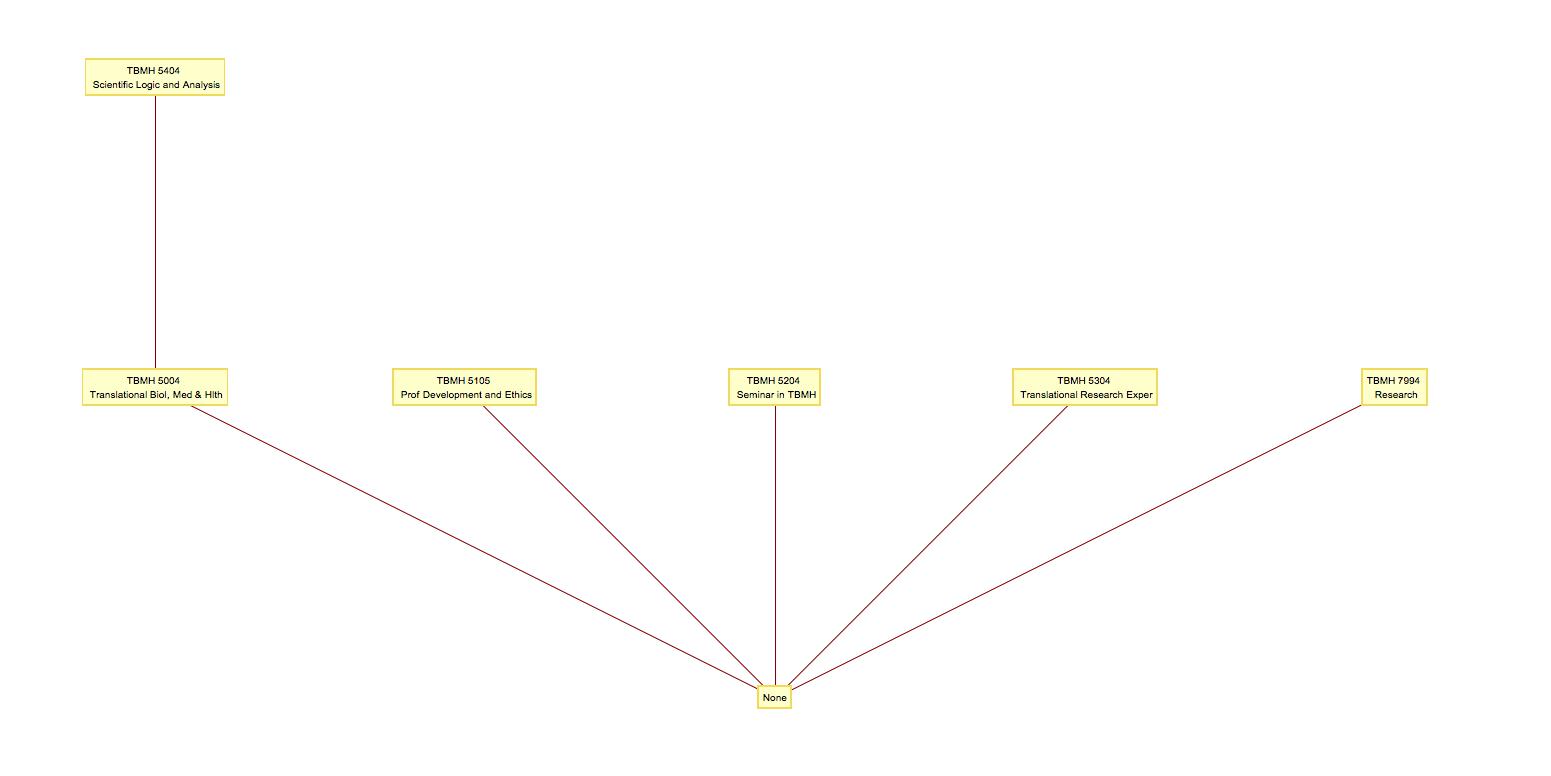 TBMH 5404
Scientific Logic and Analysis
TBMH 5004
Translational Biol, Med & Hlth
TBMH 5105
Prof Development and Ethics
TBMH 5204
Seminar in TBMH
TBMH 5304
Translational Research Exper
TBMH 7994
Research
None